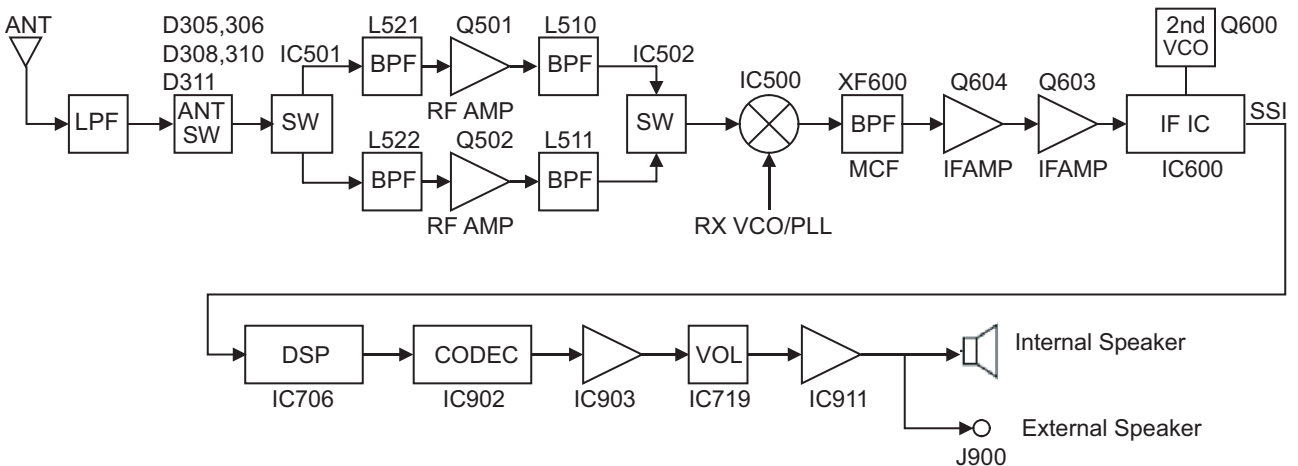 ANT
D305,306
D308,310
D311
IC501
L521
Q501
L510
IC502
IC500
XF600
Q604
Q603
2nd
VCO
Q600
LPF
ANT
SW
SW
BPF
RF AMP
BPF
SW
BPF
MCF
IFAMP
IFAMP
IF IC
IC600
SSI
L522
Q502
L511
BPF
RF AMP
BPF
RX VCO/PLL
DSP
IC706
CODEC
IC902
IC903
VOL
IC719
IC911
Internal Speaker
External Speaker
J900